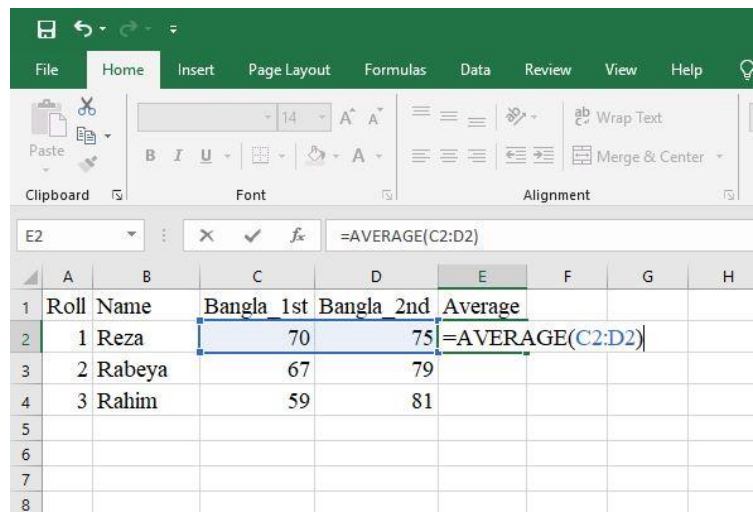 File Home Insert Page Layout Formulas Data Review View Help
14 A A ab Wrap Text
Paste B I U A Merge & Center
Clipboard Font Alignment
E2 fx =AVERAGE(C2:D2)
A B C D E F G H
1 Roll Name Bangla_1st Bangla_2nd Average
2 1 Reza 70 75 =AVERAGE(C2:D2)
3 2 Rabeya 67 79
4 3 Rahim 59 81
5
6
7
8